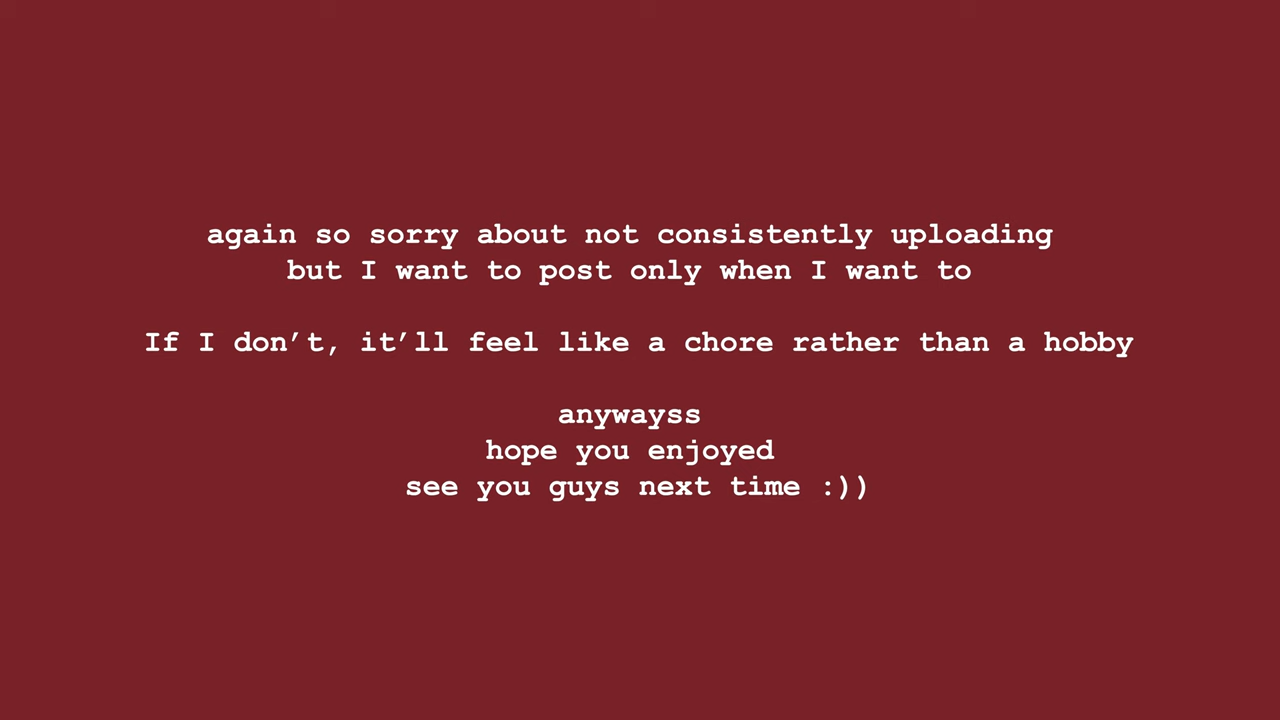 again so sorry about not consistently uploading
but I want to post only when I want to
If I don’t, it’ll feel like a chore rather than a hobby
anywayss
hope you enjoyed
see you guys next time :))